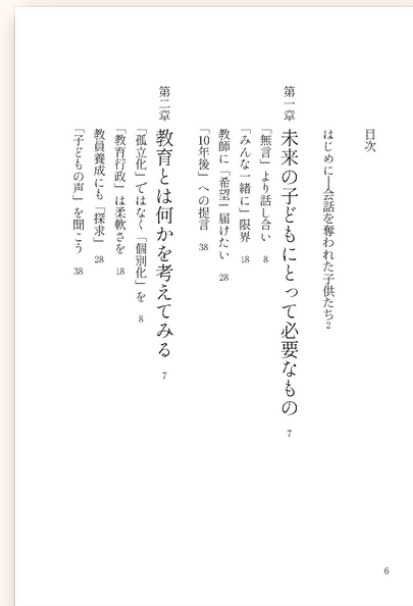 目次
はじめに―会話を奪われた子供たち2
第一章 未来の子どもにとって必要なもの 7
「無言」より話し合い 8
「みんな一緒に」限界 18
教師に「希望」届けたい 28
「10年後」への提言 38
第二章 教育とは何かを考えてみる 7
「孤立化」ではなく「個別化」を 8
「教育行政」は柔軟さを 18
教員養成にも「探求」 28
「子どもの声」を聞こう 38
6